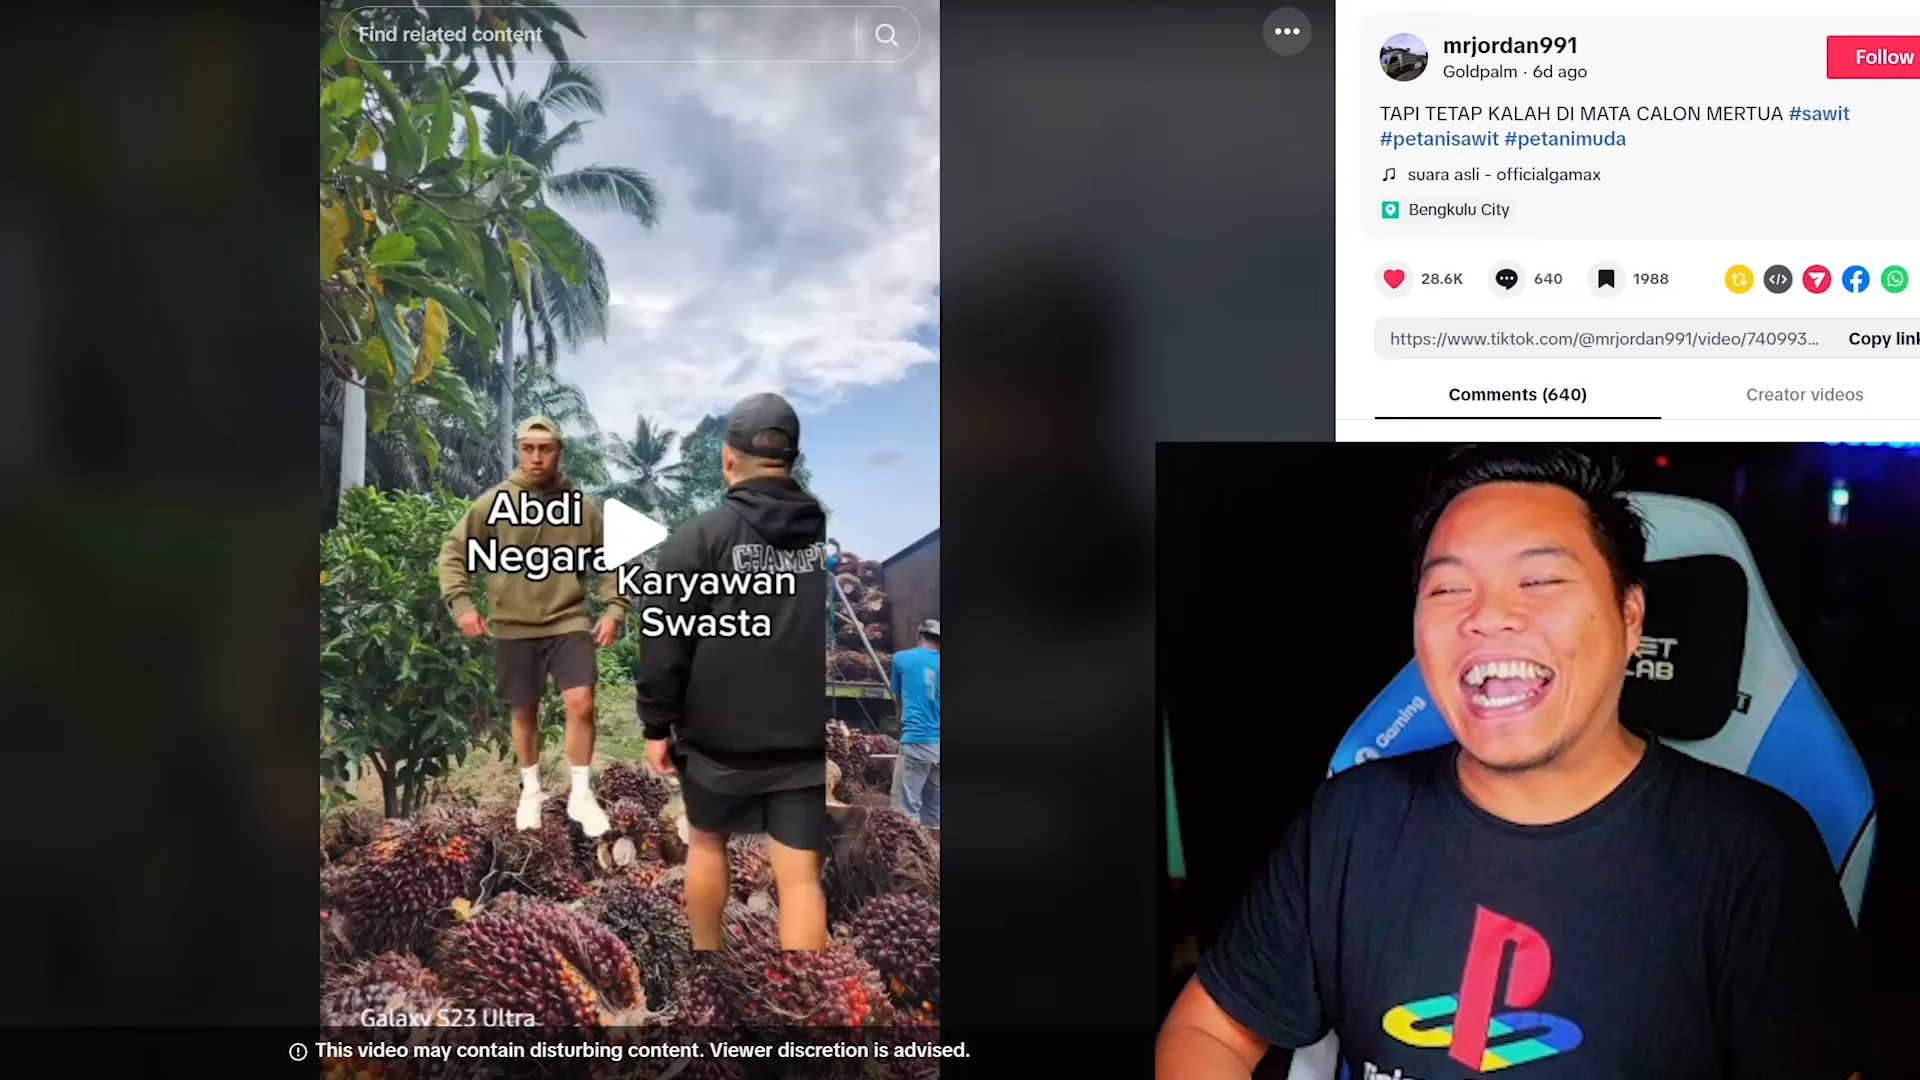 Find related content
mrjordan991
Goldpalm · 6d ago
Follow
TAPI TETAP KALAH DI MATA CALON MERTUA #sawit
#petanisawit #petanimuda
suara asli - officialgamax
Bengkulu City
28.6K
640
1988
https://www.tiktok.com/@mrjordan991/video/740993...
Copy link
Comments (640)
Creator videos
Abdi
Negara
CHAMPI
Karyawan
Swasta
Gaming
LAB
Galaxy S23 Ultra
This video may contain disturbing content. Viewer discretion is advised.